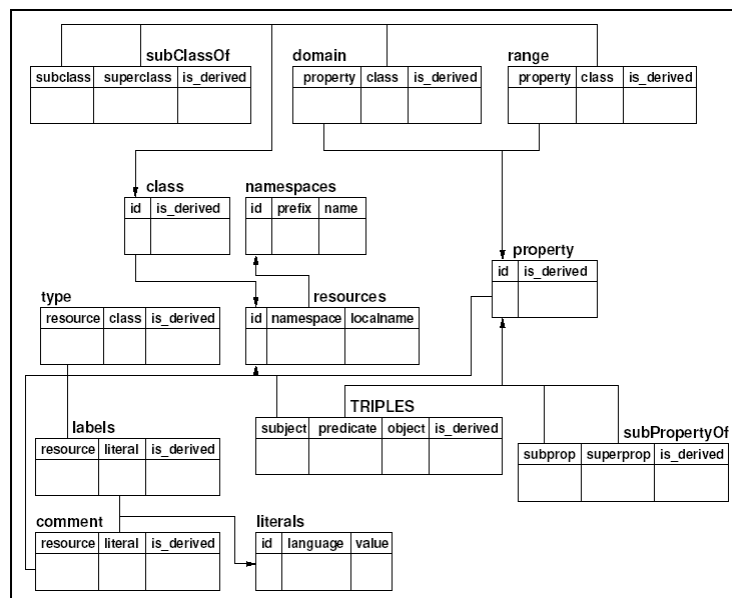 subClassOf
subclass superclass is_derived
domain
property class is_derived
range
property class is_derived
class
id is_derived
namespaces
id prefix name
property
id is_derived
type
resource class is_derived
resources
id namespace localname
TRIPLES
subject predicate object is_derived
subPropertyOf
subprop superprop is_derived
labels
resource literal is_derived
comment
resource literal is_derived
literals
id language value